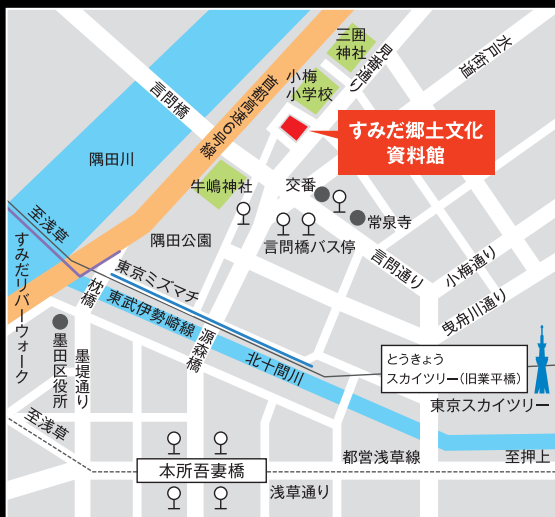 三囲
神社
見番通り
水戸街道
小梅
小学校
首都高速6号線
言問橋
すみだ郷土文化
資料館
隅田川
牛嶋神社
交番
常泉寺
至浅草
隅田公園
言問橋バス停
言問通り
小梅通り
すみだリバーウォーク
東京ミズマチ
曳舟川通り
枕橋
東武伊勢崎線
源森橋
北十間川
墨田区役所
墨堤通り
とうきょう
スカイツリー(旧業平橋)
東京スカイツリー
至浅草
本所吾妻橋
都営浅草線
至押上
浅草通り